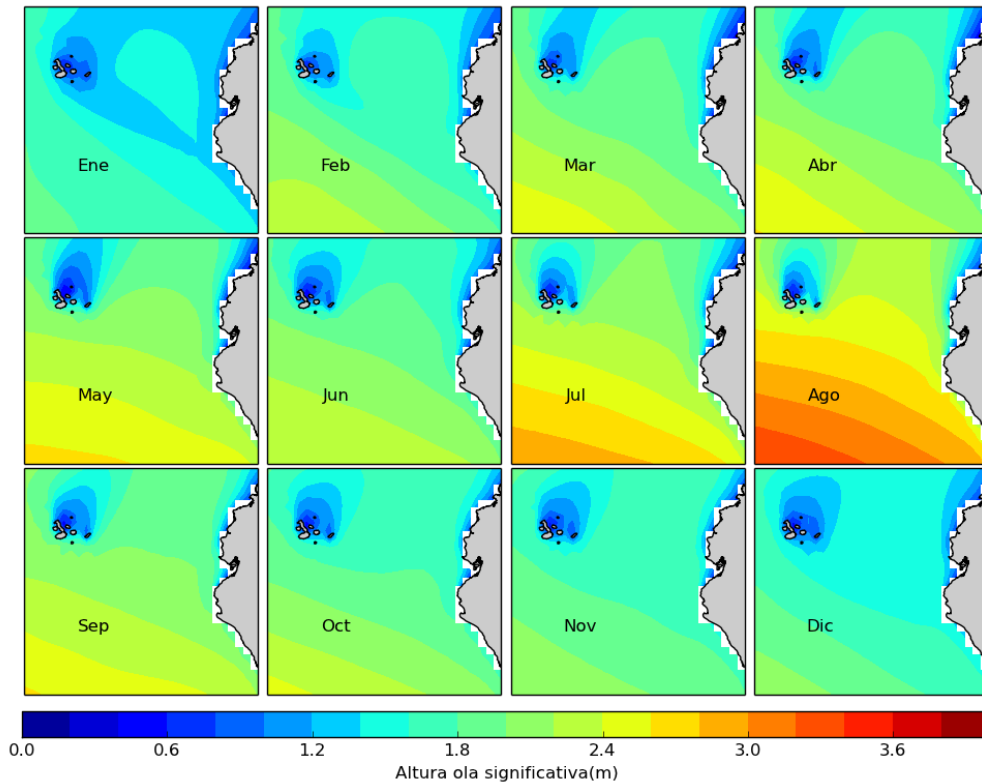 Ene Feb Mar Abr
May Jun Jul Ago
Sep Oct Nov Dic
0.0 0.6 1.2 1.8 2.4 3.0 3.6
Altura ola significativa(m)